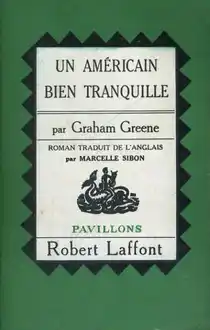 UN AMÉRICAIN
BIEN TRANQUILLE
par Graham Greene
ROMAN TRADUIT DE L'ANGLAIS
par MARCELLE SIBON
PAVILLONS
Robert Laffont